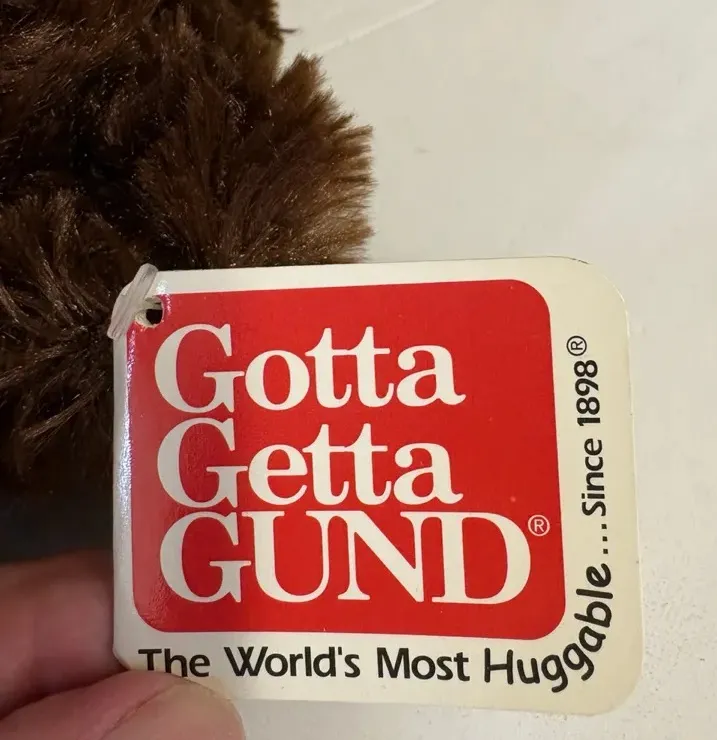 Gotta
Getta
GUND®
The World's Most Huggable... Since 1898®